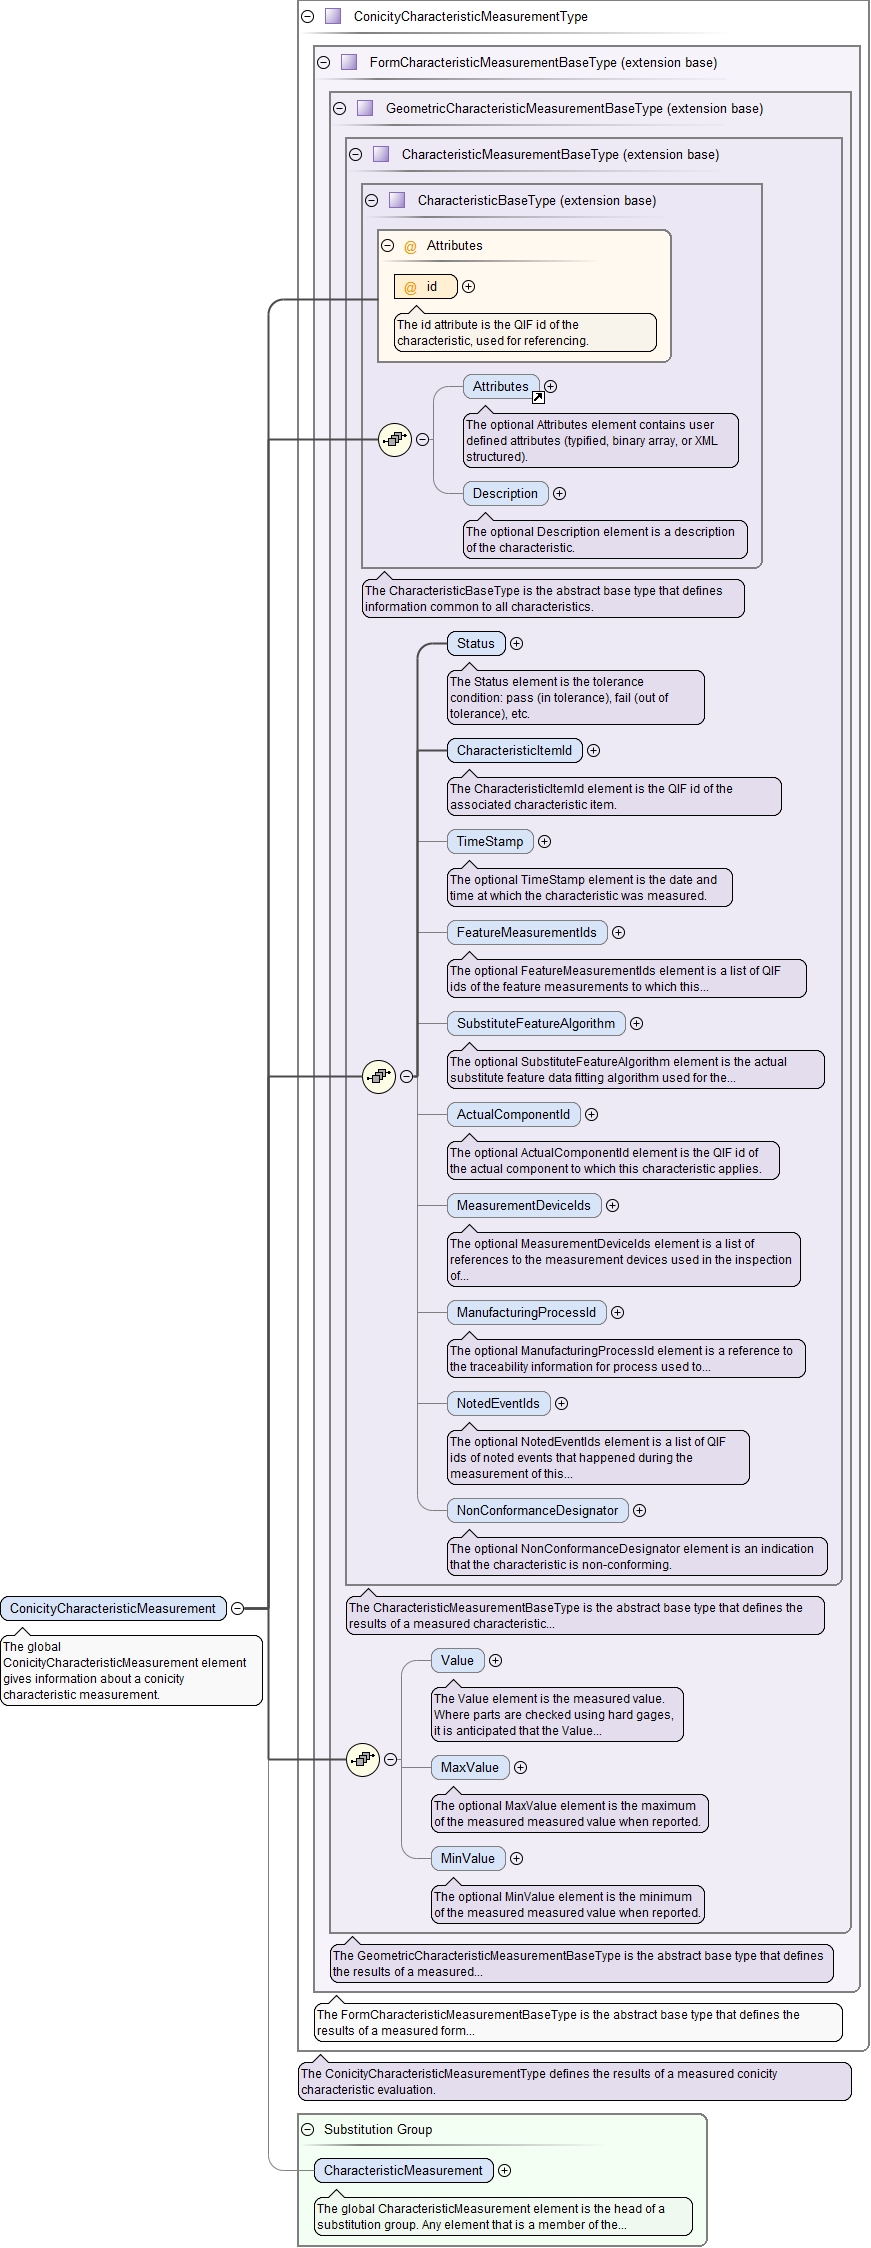 ConicityCharacteristicMeasurementType
FormCharacteristicMeasurementBaseType (extension base)
GeometricCharacteristicMeasurementBaseType (extension base)
CharacteristicMeasurementBaseType (extension base)
CharacteristicBaseType (extension base)
@ Attributes
@ id
The id attribute is the QIF id of the
characteristic, used for referencing.
Attributes
The optional Attributes element contains user
defined attributes (typified, binary array, or XML
structured).
Description
The optional Description element is a description
of the characteristic.
The CharacteristicBaseType is the abstract base type that defines
information common to all characteristics.
Status
The Status element is the tolerance
condition: pass (in tolerance), fail (out of
tolerance), etc.
CharacteristicItemId
The CharacteristicItemId element is the QIF id of the
associated characteristic item.
TimeStamp
The optional TimeStamp element is the date and
time at which the characteristic was measured.
FeatureMeasurementIds
The optional FeatureMeasurementIds element is a list of QIF
ids of the feature measurements to which this...
SubstituteFeatureAlgorithm
The optional SubstituteFeatureAlgorithm element is the actual
substitute feature data fitting algorithm used for the...
ActualComponentId
The optional ActualComponentId element is the QIF id of
the actual component to which this characteristic applies.
MeasurementDeviceIds
The optional MeasurementDeviceIds element is a list of
references to the measurement devices used in the inspection
of...
ManufacturingProcessId
The optional ManufacturingProcessId element is a reference to
the traceability information for process used to...
NotedEventIds
The optional NotedEventIds element is a list of QIF
ids of noted events that happened during the
measurement of this...
NonConformanceDesignator
The optional NonConformanceDesignator element is an indication
that the characteristic is non-conforming.
The CharacteristicMeasurementBaseType is the abstract base type that defines the
results of a measured characteristic...
ConicityCharacteristicMeasurement
The global
ConicityCharacteristicMeasurement element
gives information about a conicity
characteristic measurement.
Value
The Value element is the measured value.
Where parts are checked using hard gages,
it is anticipated that the Value...
MaxValue
The optional MaxValue element is the maximum
of the measured measured value when reported.
MinValue
The optional MinValue element is the minimum
of the measured measured value when reported.
The GeometricCharacteristicMeasurementBaseType is the abstract base type that defines
the results of a measured...
The FormCharacteristicMeasurementBaseType is the abstract base type that defines the
results of a measured form...
The ConicityCharacteristicMeasurementType defines the results of a measured conicity
characteristic evaluation.
Substitution Group
CharacteristicMeasurement
The global CharacteristicMeasurement element is the head of a
substitution group. Any element that is a member of the...